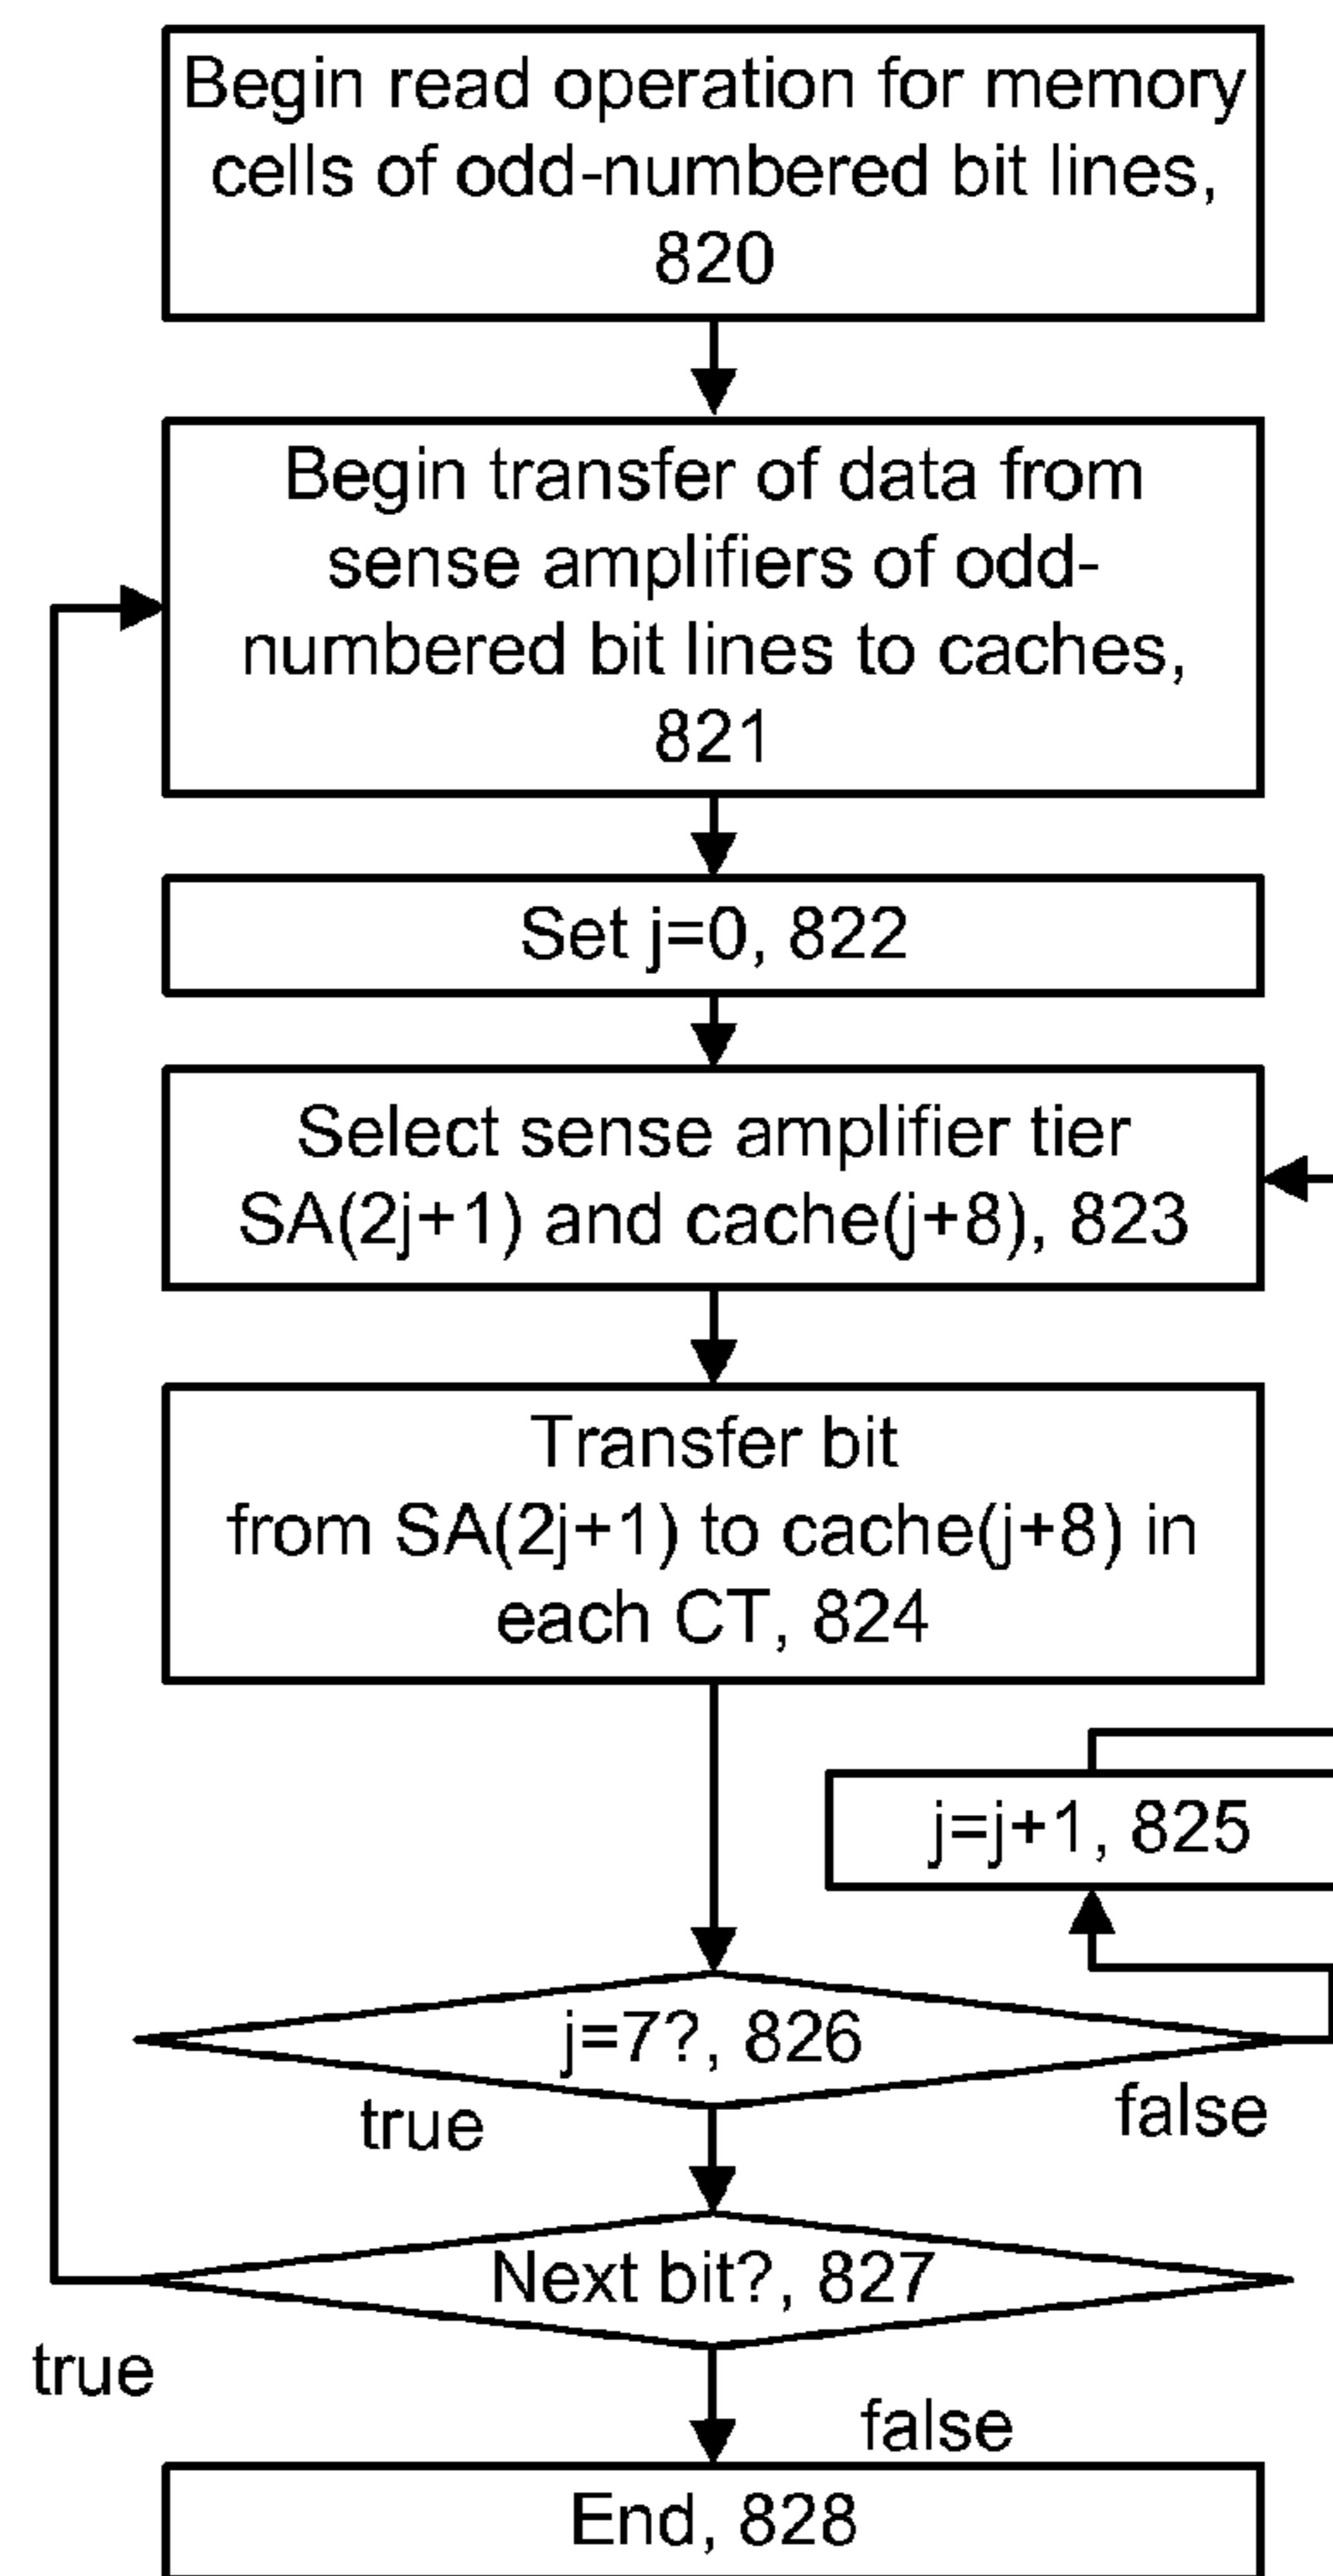 Begin read operation for memory
cells of odd-numbered bit lines,
820
Begin transfer of data from
sense amplifiers of odd-
numbered bit lines to caches,
821
Set j=0, 822
Select sense amplifier tier
SA(2j+1) and cache(j+8), 823
Transfer bit
from SA(2j+1) to cache(j+8) in
each CT, 824
j=j+1, 825
j=7?, 826
true
false
Next bit?, 827
true
false
End, 828